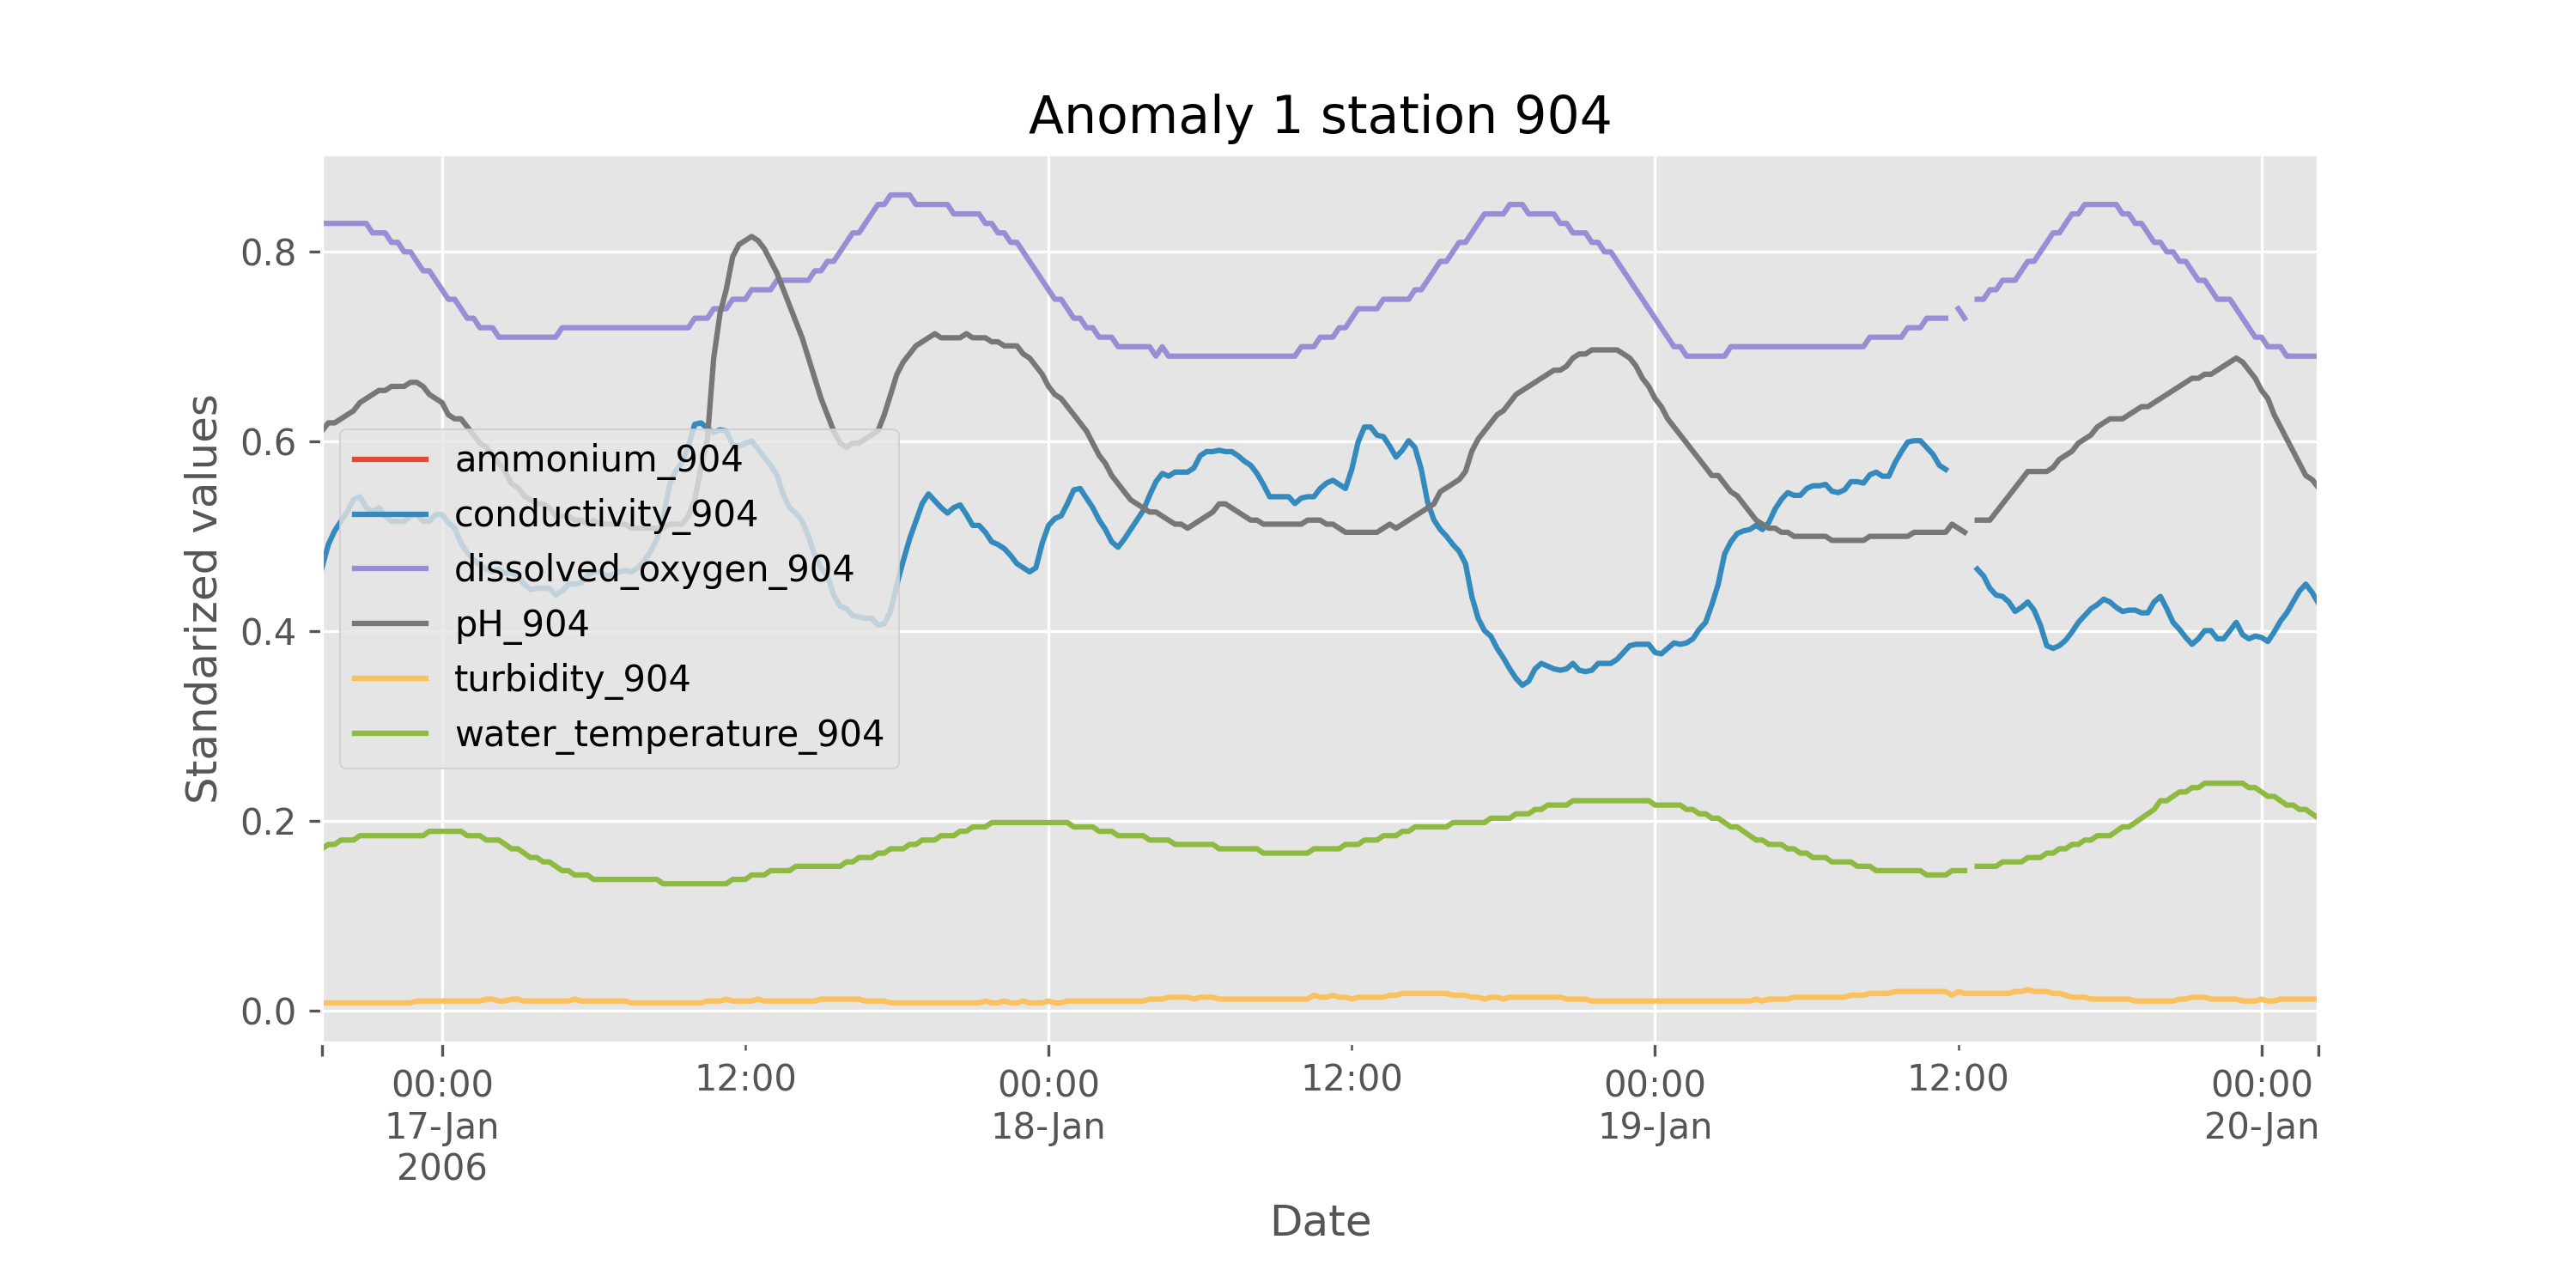 Anomaly 1 station 904
Standarized values
0.8
0.6
0.4
0.2
0.0
ammonium_904
conductivity_904
dissolved_oxygen_904
pH_904
turbidity_904
water_temperature_904
00:00 12:00 00:00 12:00 00:00 12:00 00:00
17-Jan 18-Jan 19-Jan 20-Jan
2006
Date